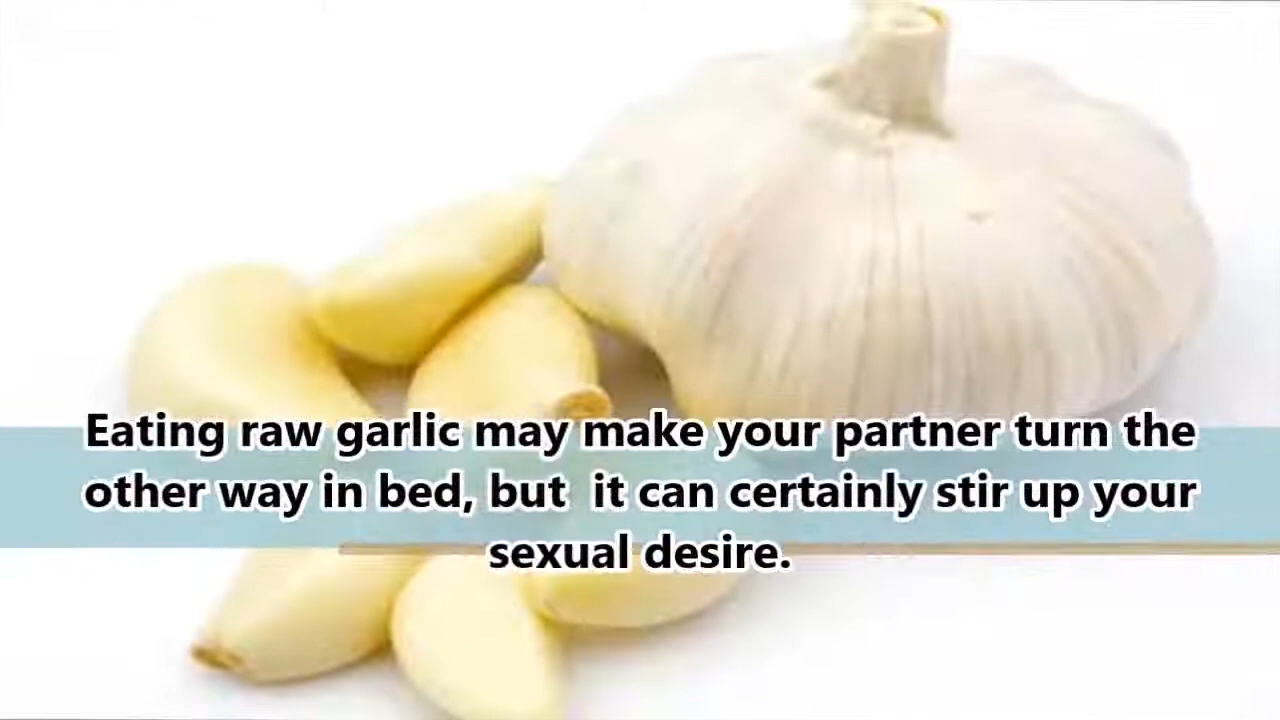 Eating raw garlic may make your partner turn the
other way in bed, but  it can certainly stir up your
sexual desire.